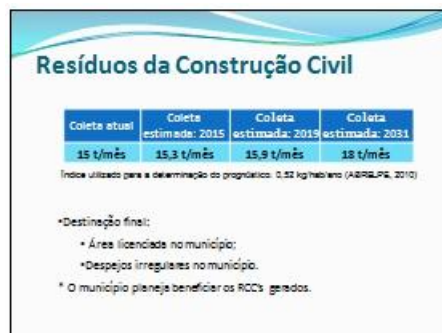 Resíduos da Construção Civil
Coleta atual
Coleta estimada: 2015
Coleta estimada: 2019
Coleta estimada: 2031
15 t/mês
15,3 t/mês
15,9 t/mês
18 t/mês
Índice utilizado para a determinação do prognóstico: 0,52 kg/hab/ano (ABRELPE, 2010)
•Destinação final:
• Área licenciada no município;
•Despejos irregulares no município.
* O município planeja beneficiar os RCC's gerados.